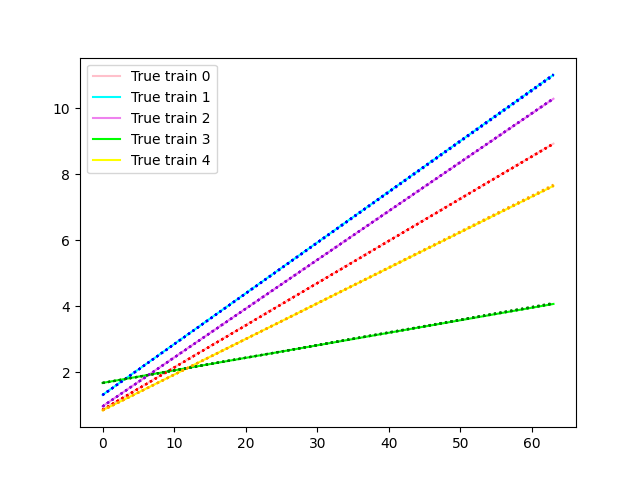 True train 0
True train 1
True train 2
True train 3
True train 4
10
8
6
4
2
0 10 20 30 40 50 60